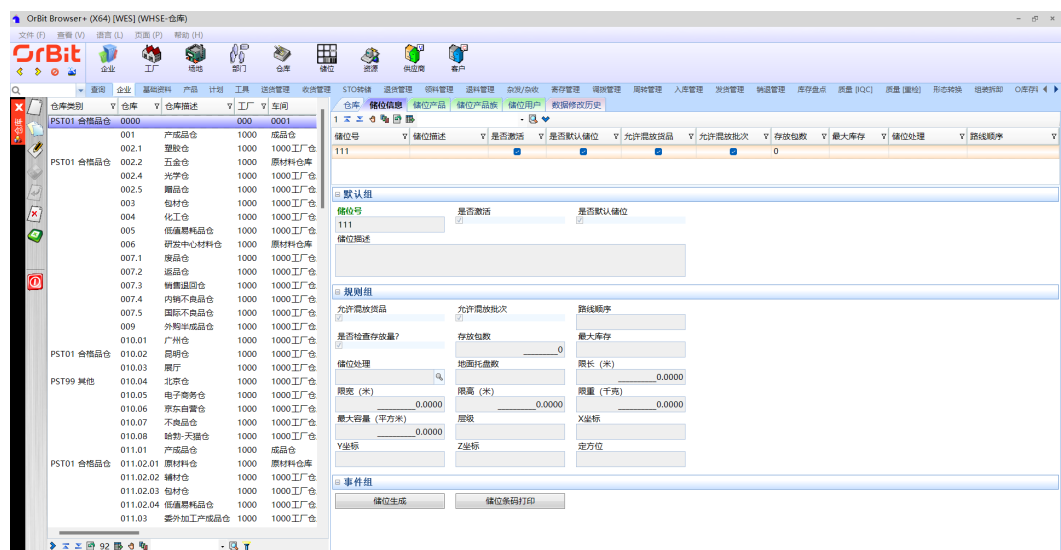 OrBit Browser+ (X64) [WES] (WHSE-仓库)
文件 (F) 查看 (V) 语言 (L) 页面 (P) 帮助 (H)
OrBit
企业 工厂 场地 部门 仓库 储位 资源 供应商 客户
查询 企业 基础资料 产品 计划 工具 送货管理 收货管理 STO转储 退货管理 领料管理 退料管理 杂发/杂收 寄存管理 调拨管理 周转管理 入库管理 发货管理 销退管理 库存盘点 质量 [IQC] 质量 [重检] 形态转换 组装拆卸 O库存
仓库类别 仓库 仓库描述 工厂 车间
PST01 合格品仓 0000 000 0001
001 产成品仓 1000 成品仓
002.1 塑胶仓 1000 1000工厂仓
PST01 合格品仓 002.2 五金仓 1000 原材料仓库
002.4 光学仓 1000 1000工厂仓
002.5 赠品仓 1000 1000工厂仓
003 包材仓 1000 1000工厂仓
004 化工仓 1000 1000工厂仓
005 低值易耗品仓 1000 1000工厂仓
006 研发中心材料仓 1000 原材料仓库
007.1 废品仓 1000 1000工厂仓
007.2 返品仓 1000 1000工厂仓
007.3 销售退回仓 1000 1000工厂仓
007.4 内销不良品仓 1000 1000工厂仓
007.5 国际不良品仓 1000 1000工厂仓
009 外购半成品仓 1000 1000工厂仓
010.01 广州仓 1000 1000工厂仓
PST01 合格品仓 010.02 昆明仓 1000 1000工厂仓
010.03 展厅 1000 1000工厂仓
PST99 其他 010.04 北京仓 1000 1000工厂仓
010.05 电子商务仓 1000 1000工厂仓
010.06 京东自营仓 1000 1000工厂仓
010.07 不良品仓 1000 1000工厂仓
010.08 哈勃-天猫仓 1000 1000工厂仓
011.01 产成品仓 1000 成品仓
PST01 合格品仓 011.02.01 原材料仓 1000 原材料仓库
011.02.02 辅材仓 1000 1000工厂仓
011.02.03 包材仓 1000 1000工厂仓
011.02.04 低值易耗品仓 1000 1000工厂仓
011.03 委外加工产成品仓 1000 1000工厂仓
92
仓库 储位信息 储位产品 储位产品族 储位用户 数据修改历史
1
储位号 储位描述 是否激活 是否默认储位 允许混放货品 允许混放批次 存放包数 最大库存 储位处理 路线顺序
111 0
默认组
储位号 是否激活 是否默认储位
111
储位描述
规则组
允许混放货品 允许混放批次 路线顺序
是否检查存放量? 存放包数 最大库存
0
储位处理 地面托盘数 限长 (米)
0.0000
限宽 (米) 限高 (米) 限重 (千克)
0.0000 0.0000 0.0000
最大容量 (平方米) 层级 X坐标
0.0000
Y坐标 Z坐标 定方位
事件组
储位生成 储位条码打印